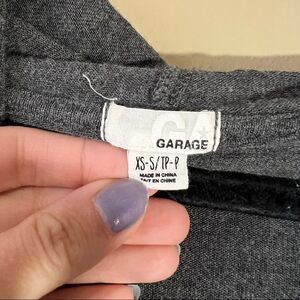 GARAGE
XS-S/TP-P
MADE IN CHINA
FAIT EN CHINE